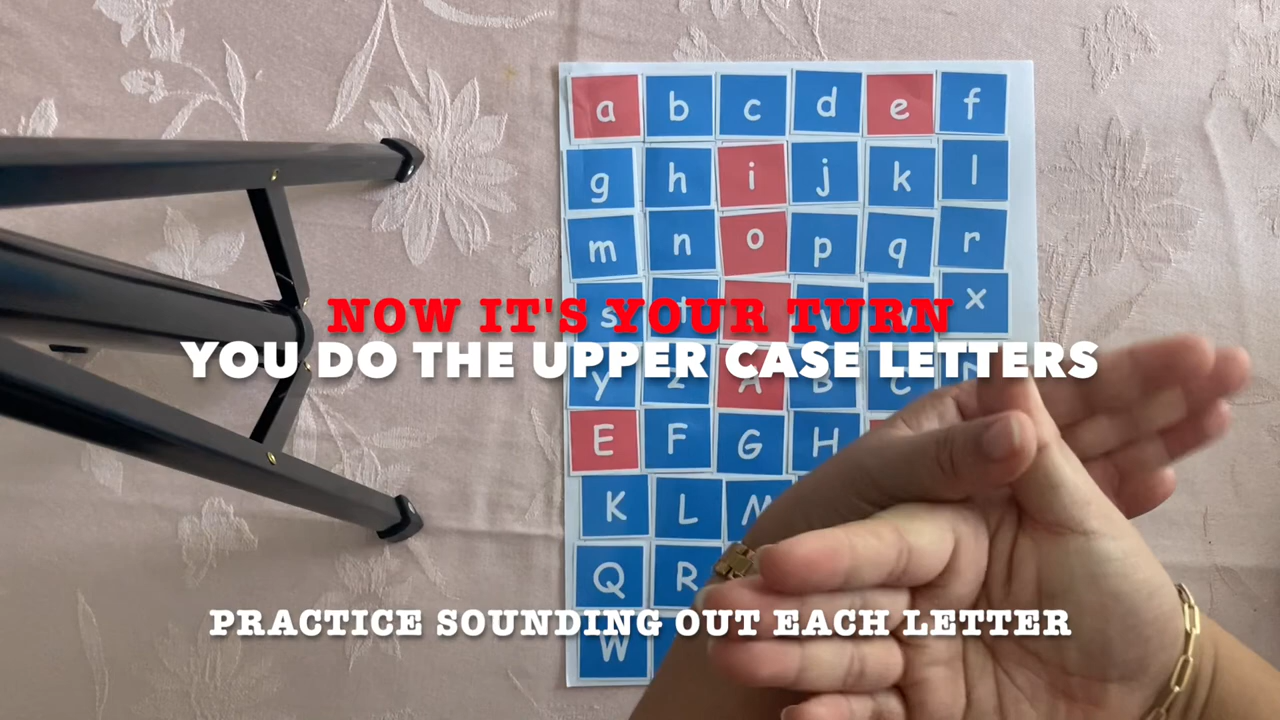 a b c d e f
g h i j k l
m n o p q r
s t v w x
NOW IT'S YOUR TURN
YOU DO THE UPPER CASE LETTERS
y z A B C
E F G H
K L M
Q R
PRACTICE SOUNDING OUT EACH LETTER
W